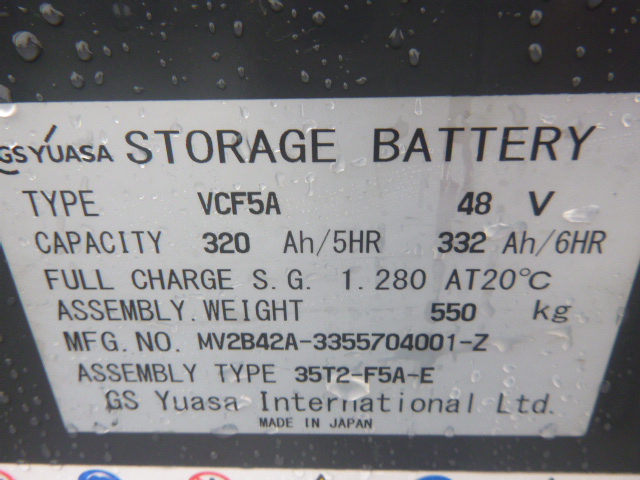 GS YUASA STORAGE BATTERY
TYPE VCF5A 48 V
CAPACITY 320 Ah/5HR 332 Ah/6HR
FULL CHARGE S.G. 1.280 AT20℃
ASSEMBLY.WEIGHT 550 kg
MFG.NO. MV2B42A-3355704001-Z
ASSEMBLY TYPE 35T2-F5A-E
GS Yuasa International Ltd.
MADE IN JAPAN